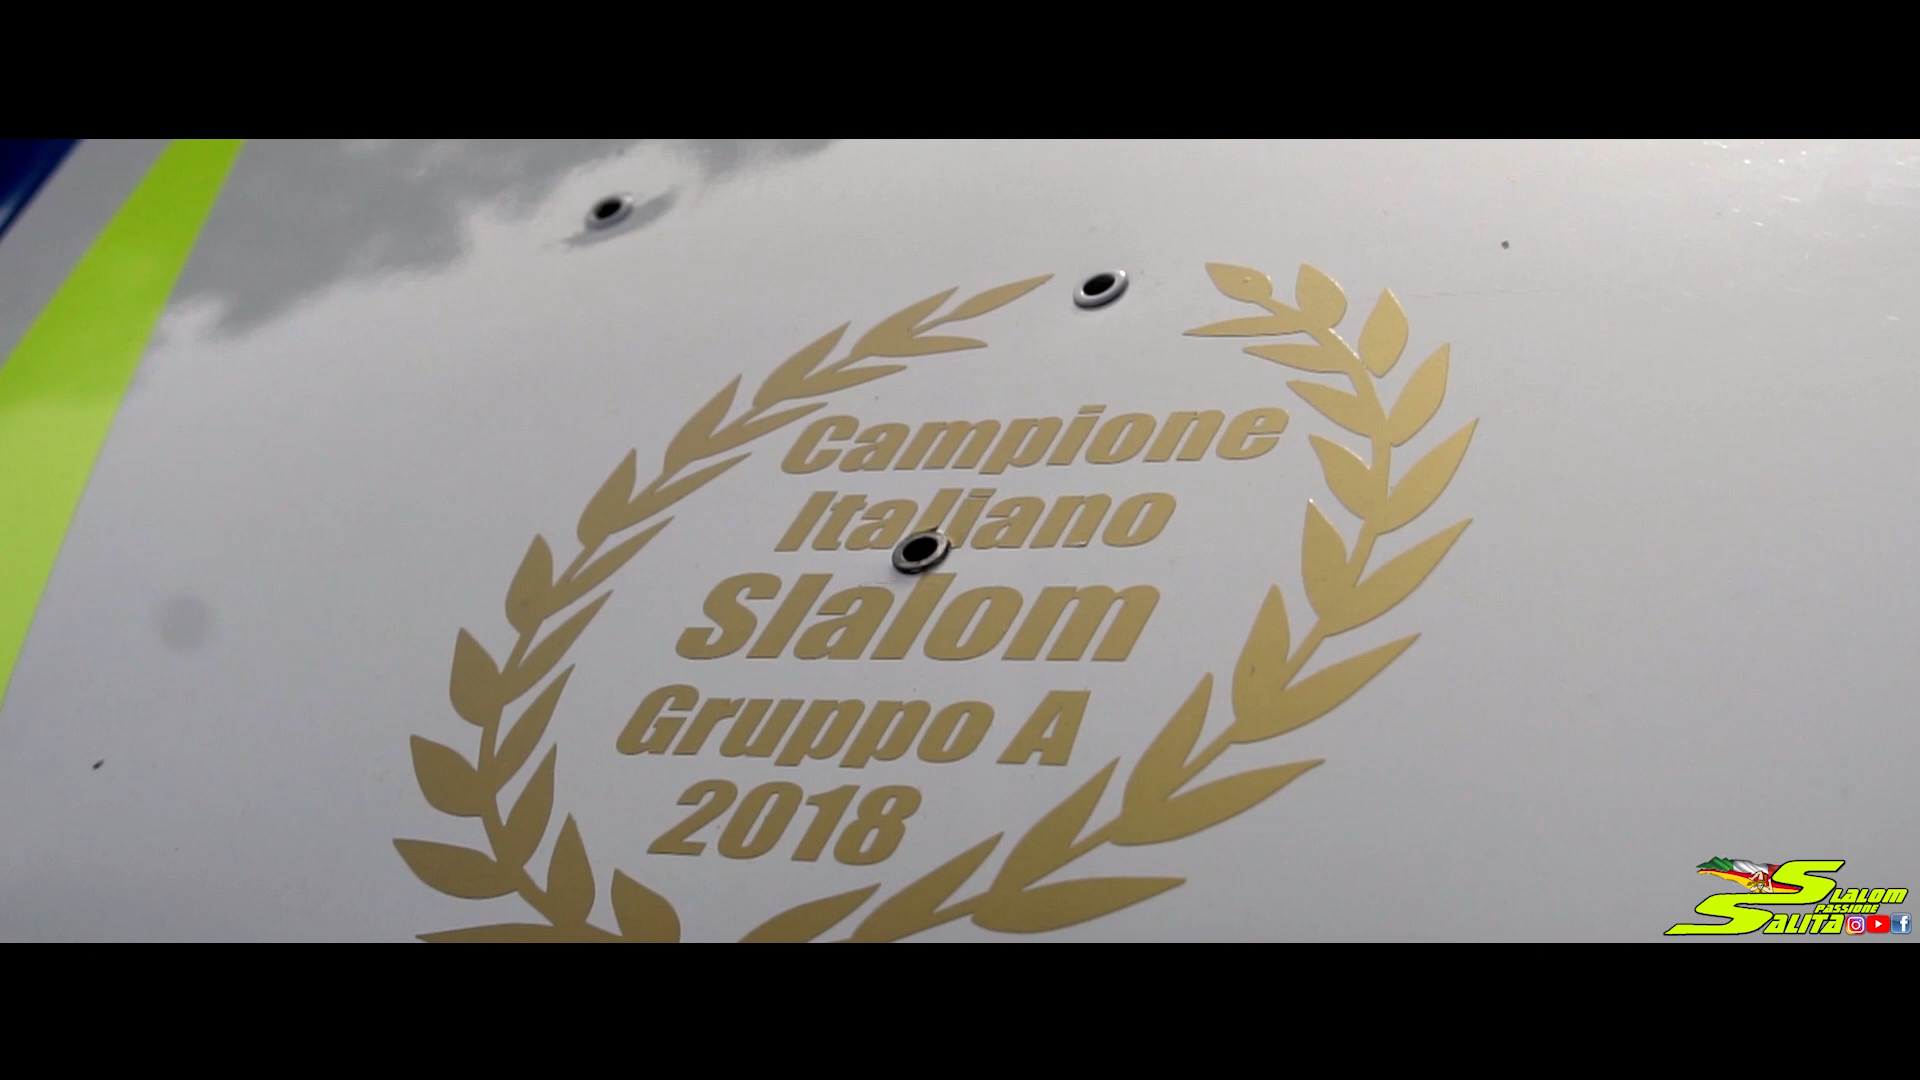 Campione
Italiano
Slalom
Gruppo A
2018
SLALOM
PASSIONE
SALITA